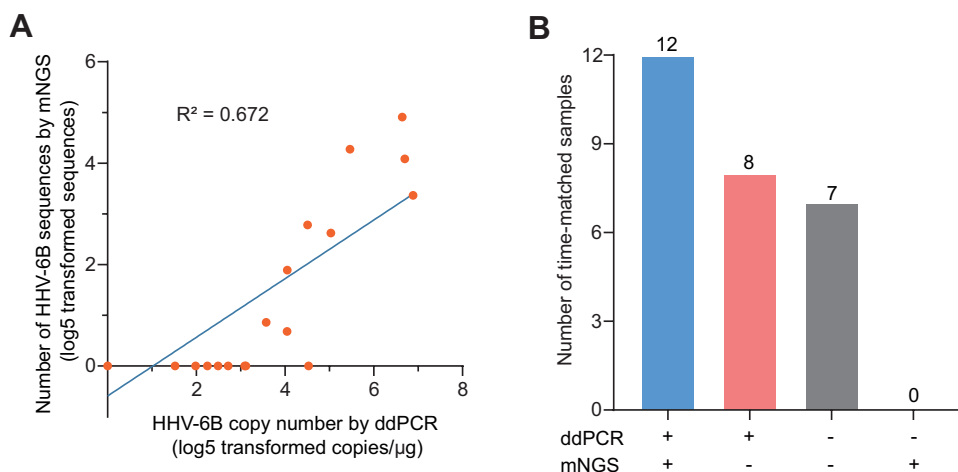 A
Number of HHV-6B sequences by mNGS
(log5 transformed sequences)
6
4
2
0
R² = 0.672
2
4
6
8
HHV-6B copy number by ddPCR
(log5 transformed copies/µg)
B
Number of time-matched samples
12
9
6
3
0
12
8
7
0
ddPCR + + - -
mNGS + - - +